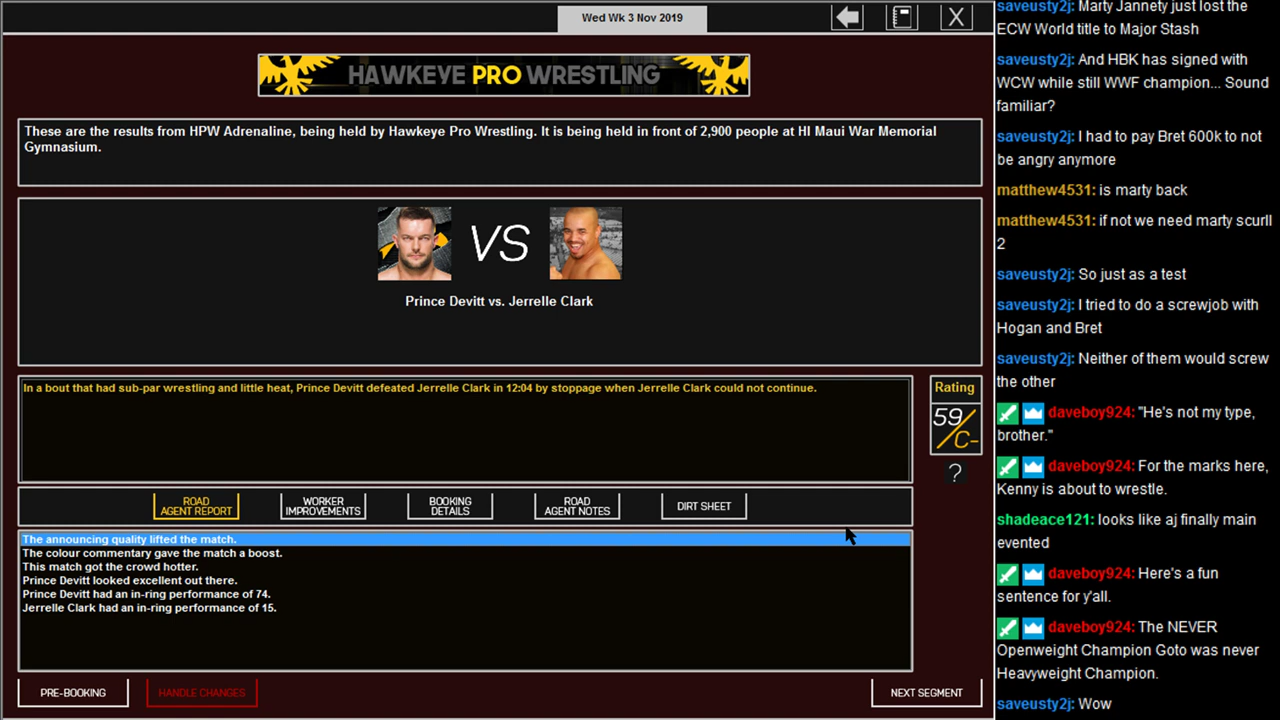 Wed Wk 3 Nov 2019
X
HAWKEYE PRO WRESTLING
These are the results from HPW Adrenaline, being held by Hawkeye Pro Wrestling. It is being held in front of 2,900 people at HI Maui War Memorial
Gymnasium.
VS
Prince Devitt vs. Jerrelle Clark
In a bout that had sub-par wrestling and little heat, Prince Devitt defeated Jerrelle Clark in 12:04 by stoppage when Jerrelle Clark could not continue.
Rating
59/C-
?
ROAD
AGENT REPORT
WORKER
IMPROVEMENTS
BOOKING
DETAILS
ROAD
AGENT NOTES
DIRT SHEET
The announcing quality lifted the match.
The colour commentary gave the match a boost.
This match got the crowd hotter.
Prince Devitt looked excellent out there.
Prince Devitt had an in-ring performance of 74.
Jerrelle Clark had an in-ring performance of 15.
PRE-BOOKING
HANDLE CHANGES
NEXT SEGMENT
saveusty2j: Marty Jannety just lost the
ECW World title to Major Stash
saveusty2j: And HBK has signed with
WCW while still WWF champion... Sound
familiar?
saveusty2j: I had to pay Bret 600k to not
be angry anymore
matthew4531: is marty back
matthew4531: if not we need marty scurll
2
saveusty2j: So just as a test
saveusty2j: I tried to do a screwjob with
Hogan and Bret
saveusty2j: Neither of them would screw
the other
daveboy924: "He's not my type,
brother."
daveboy924: For the marks here,
Kenny is about to wrestle.
shadeace121: looks like aj finally main
evented
daveboy924: Here's a fun
sentence for y'all.
daveboy924: The NEVER
Openweight Champion Goto was never
Heavyweight Champion.
saveusty2j: Wow